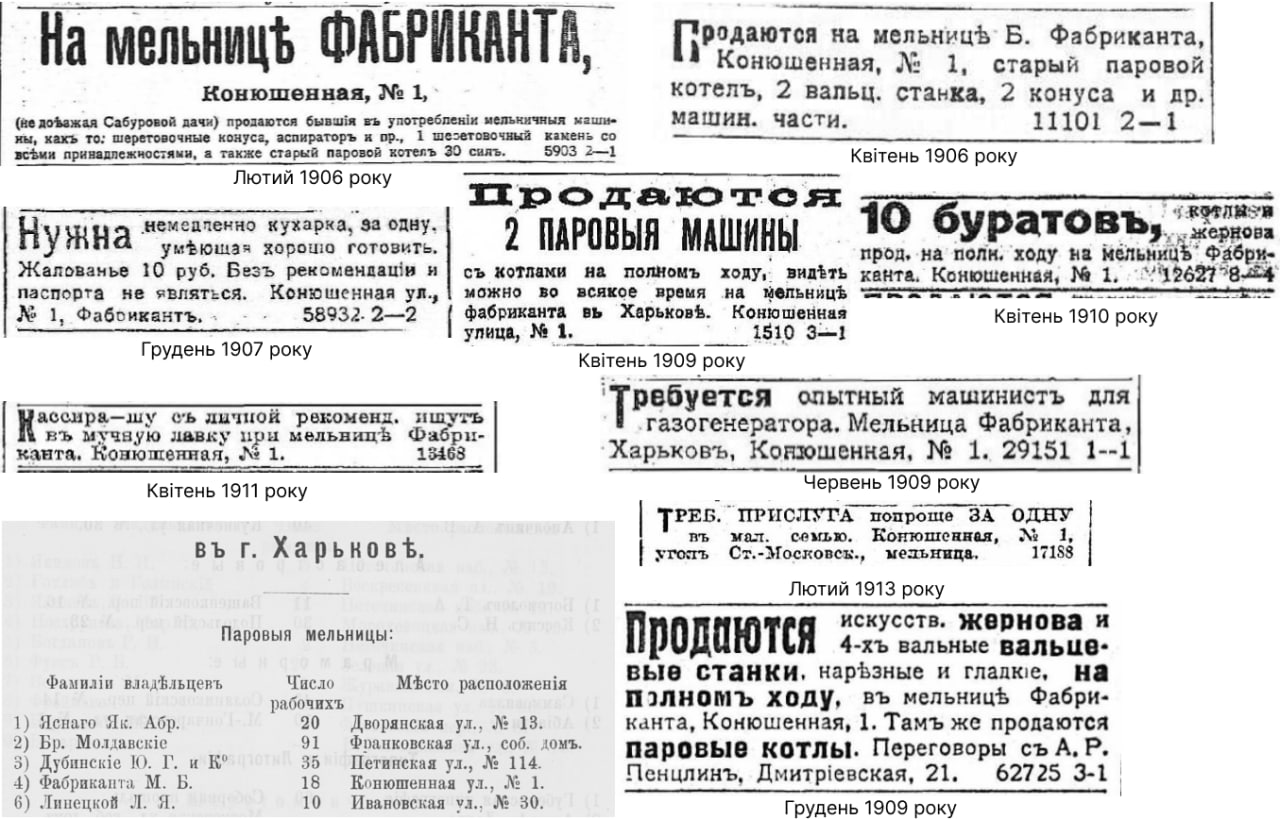 На мельницѣ ФАБРИКАНТА,
Конюшенная, № 1,
(не доѣзжая Сабуровой дачи) продаются бывшія въ употребленіи мельничныя маши-
ны, какъ то: шеретовочные конуса, аспираторъ и пр., 1 шеретовочный камень со
всѣми принадлежностями, а также старый паровой котелъ 30 силъ. 5903 2—1
Лютий 1906 року
Продаются на мельницѣ Б. Фабриканта,
Конюшенная, № 1, старый паровой
котелъ, 2 вальц. станка, 2 конуса и др.
машин. части. 11101 2—1
Квітень 1906 року
Нужна немедленно кухарка, за одну,
умѣющая хорошо готовить.
Жалованье 10 руб. Безъ рекомендаціи и
паспорта не являться. Конюшенная ул.,
№ 1, Фабрикантъ. 58932 2—2
Грудень 1907 року
Продаются
2 ПАРОВЫЯ МАШИНЫ
съ котлами на полномъ ходу, видѣть
можно во всякое время на мельницѣ
фабриканта въ Харьковѣ. Конюшенная
улица, № 1. 1510 3—1
Квітень 1909 року
10 буратовъ, котлы и
жернова
прод. на полн. ходу на мельницѣ Фабри-
канта. Конюшенная, № 1. 12627 8—4
Квітень 1910 року
Кассира—шу съ личной рекоменд. ищутъ
въ мучную лавку при мельницѣ Фабри-
канта. Конюшенная, № 1. 13468
Квітень 1911 року
Требуется опытный машинистъ для
газогенератора. Мельница Фабриканта,
Харьковъ, Конюшенная, № 1. 29151 1--1
Червень 1909 року
ТРЕБ. ПРИСЛУГА попроще ЗА ОДНУ
въ мал. семью. Конюшенная, № 1,
уголъ Ст.-Московск., мельница. 17188
Лютий 1913 року
въ г. Харьковѣ.
Паровыя мельницы:
Фамиліи владѣльцевъ Число рабочихъ Мѣсто расположенія
1) Яснаго Як. Абр. 20 Дворянская ул., № 13.
2) Бр. Молдавскіе 91 Франковская ул., соб. домъ.
3) Дубинскіе Ю. Г. и Кº 35 Петинская ул., № 114.
4) Фабриканта М. Б. 18 Конюшенная ул., № 1.
6) Линецкой Л. Я. 10 Ивановская ул., № 30.
Продаются искусств. жернова и
4-хъ вальные вальце-
вые станки, нарѣзные и гладкіе, на
полномъ ходу, въ мельницѣ Фабри-
канта, Конюшенная, 1. Тамъ же продаются
паровые котлы. Переговоры съ А. Р.
Пенцлинъ, Дмитріевская, 21. 62725 3-1
Грудень 1909 року